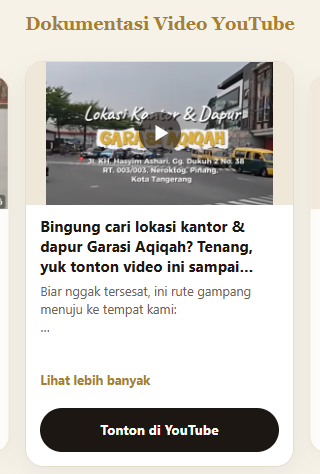 Dokumentasi Video YouTube
Lokasi Kantor & Dapur
GARASI AQIQAH
Jl. KH. Hasyim Ashari, Gg. Dukuh 2 No. 38
RT. 003/003, Neroktog, Pinang,
Kota Tangerang
Bingung cari lokasi kantor &
dapur Garasi Aqiqah? Tenang,
yuk tonton video ini sampai...
Biar nggak tersesat, ini rute gampang
menuju ke tempat kami:
...
Lihat lebih banyak
Tonton di YouTube